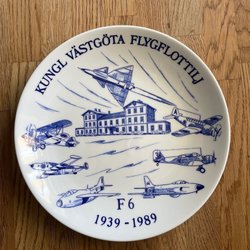 KUNGL VÄSTGÖTA FLYGFLOTTILJ
F 6
1939 - 1989